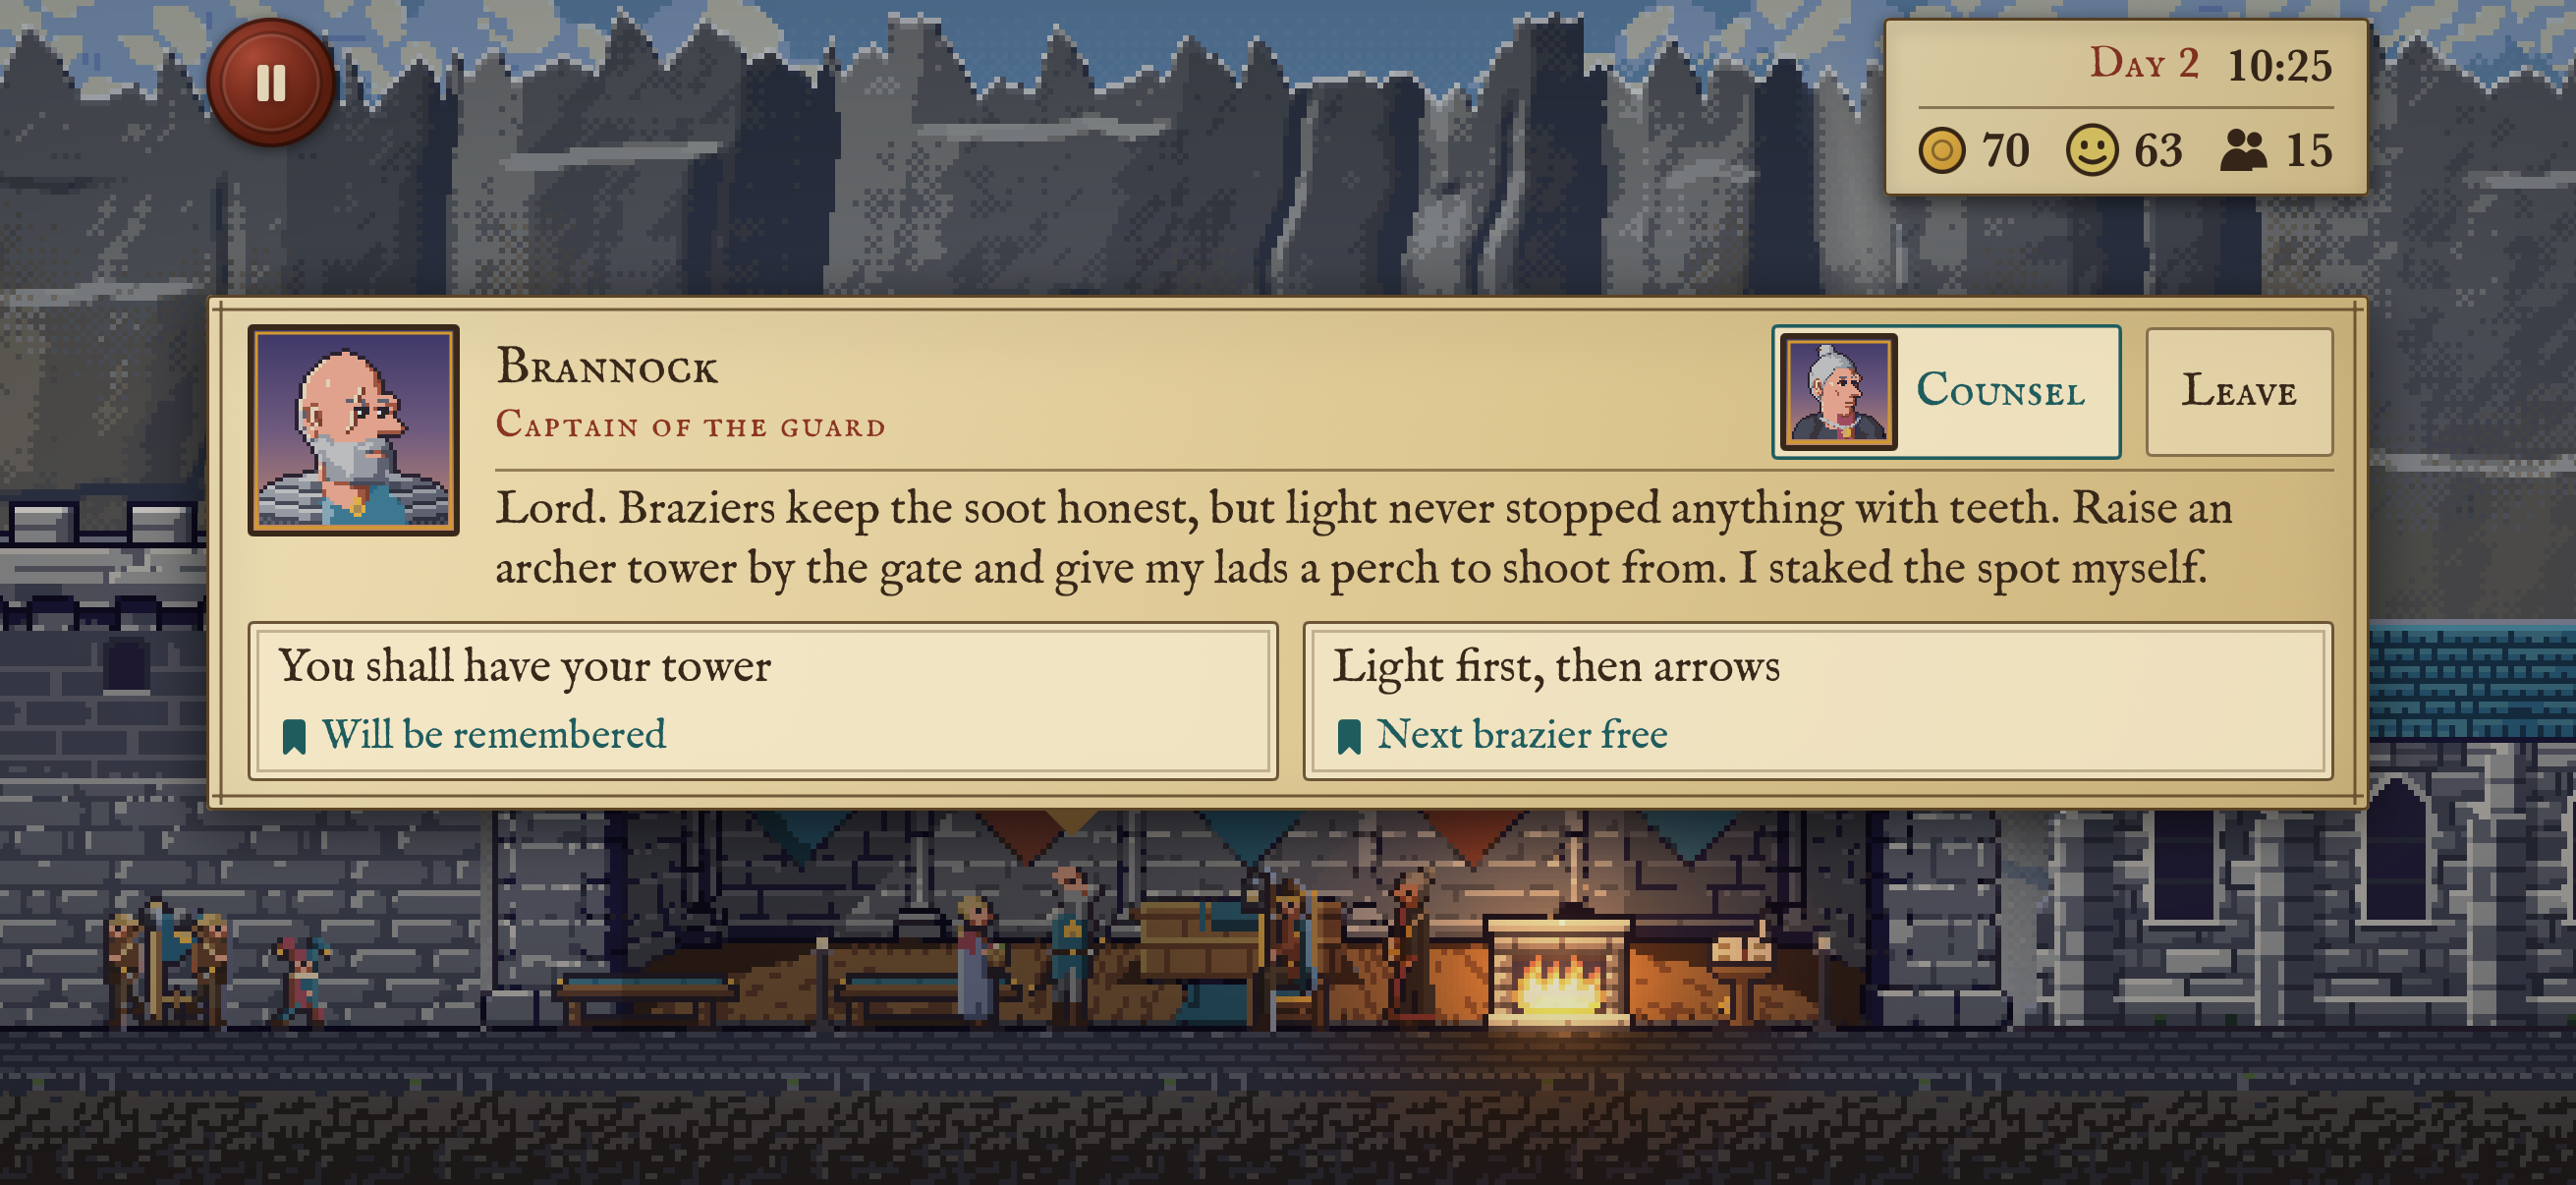 Day 2 10:25
70 63 15
Brannock
Captain of the guard
Counsel
Leave
Lord. Braziers keep the soot honest, but light never stopped anything with teeth. Raise an
archer tower by the gate and give my lads a perch to shoot from. I staked the spot myself.
You shall have your tower
Will be remembered
Light first, then arrows
Next brazier free